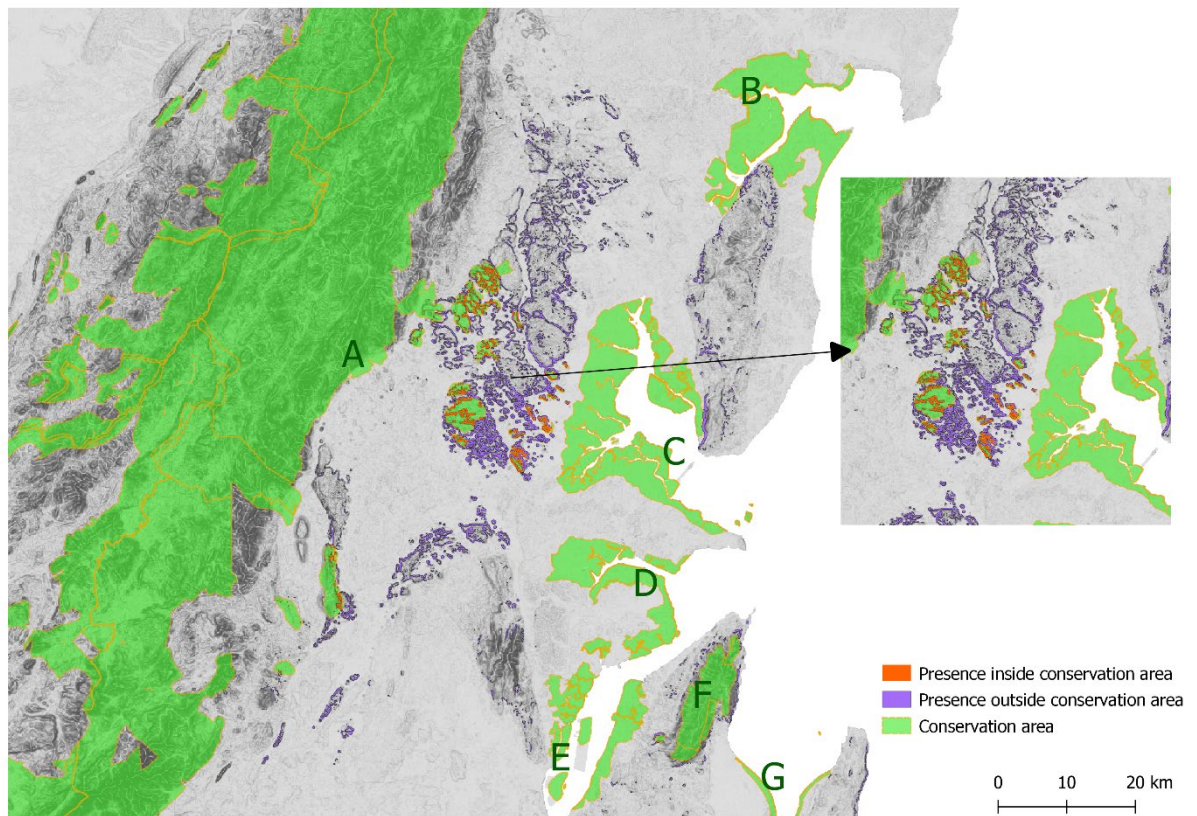 B
A
C
D
F
E
G
Presence inside conservation area
Presence outside conservation area
Conservation area
0 10 20 km